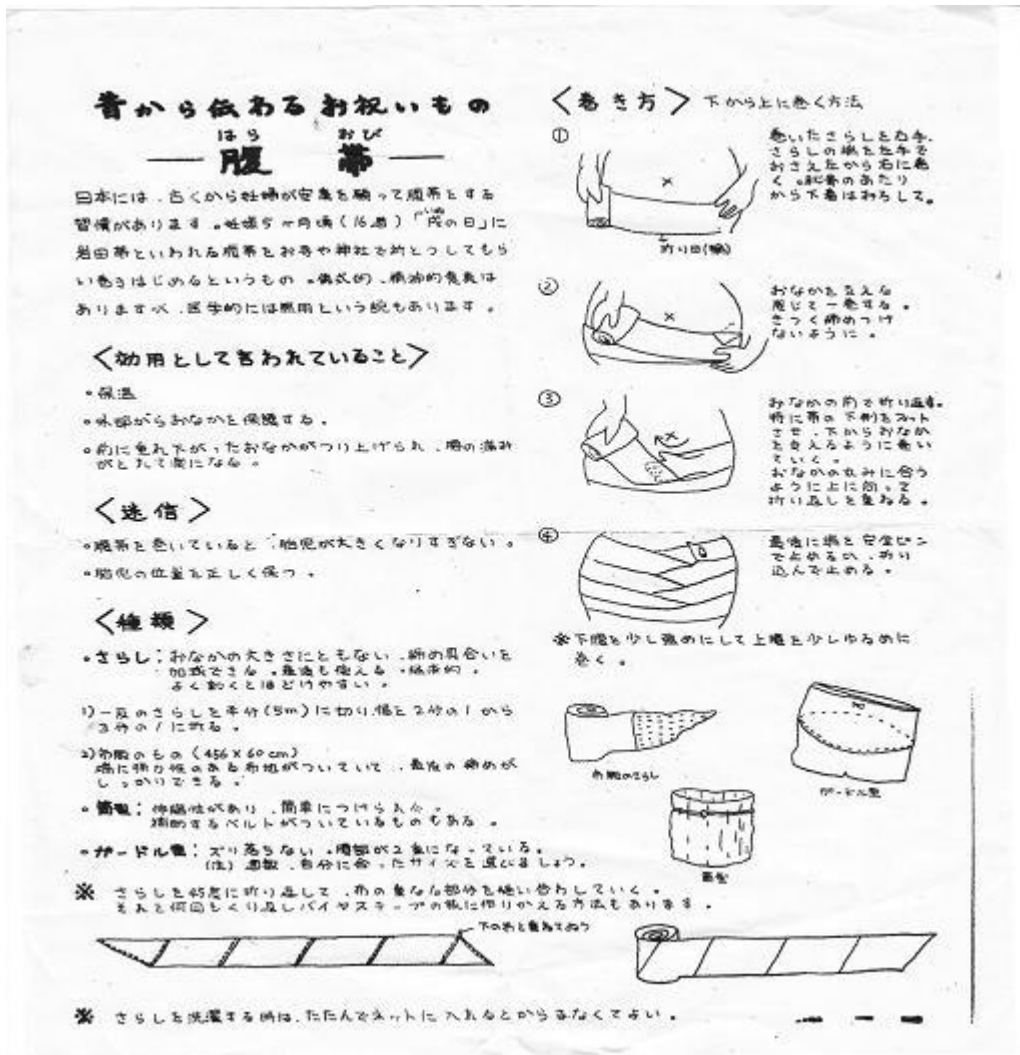 昔から伝わるお祝いもの
はら おび
腹 帯
日本には、古くから妊婦が安産を願って腹帯をする
習慣があります。妊娠5ヶ月頃(16週)「戌の日」に
いぬ
岩田帯といわれる腹帯をお寺や神社で祈とうしてもら
い巻きはじめるというもの。儀式的、精神的意義は
ありますが、医学的には無用という説もあります。
〈効用として言われていること〉
・保温
・外部からおなかを保護する。
・前に垂れ下がったおなかがつり上げられ、腰の痛み
がとれて楽になる。
〈迷信〉
・腹帯を巻いていると、胎児が大きくなりすぎない。
・胎児の位置を正しく保つ。
〈種類〉
・さらし:おなかの大きさにともない、締め具合いを
加減できる。産後も使える。経済的。
よく動くとほどけやすい。
1)一反のさらしを半分(5m)に切り、幅を2分の1から
3分の1に折る。
2)市販のもの(456×60cm)
端に伸び性のある布地がついていて、最後の締めが
しっかりできる。
・筒型:伸縮性があり、簡単につけられる。
補助するベルトがついているものもある。
・ガードル型:ズリ落ちない。腹部が2重になっている。
(注)週数、自分に合ったサイズを選びましょう。
※ さらしを45度に折り返して、布の重なる部分を縫い合わしていく。
それを何回もくり返しバイヤステープの様に作りかえる方法もあります。
下の布と重ねてぬう
※ さらしを洗濯する時は、たたんでネットに入れるとからまなくてよい。
〈巻き方〉 下から上に巻く方法
①
巻いたさらしを右手、
さらしの端を左手で
おさえ左から右に巻
く。
から下着はおろして。
折り目(輪)
②
おなかを支える
感じで一巻する。
きつく締めつけ
ないように。
③
おなかの前で折り返す。
特に帯の下側をフィット
させ、下からおなか
を支えるように巻い
ていく。
おなかの丸みに合う
ように上に向って
折り返しを重ねる。
④
最後に端を安全ピン
で止めるか、折り
込んで止める。
※下腹を少し強めにして上腹を少しゆるめに
巻く。
市販のさらし
ガードル型
筒型